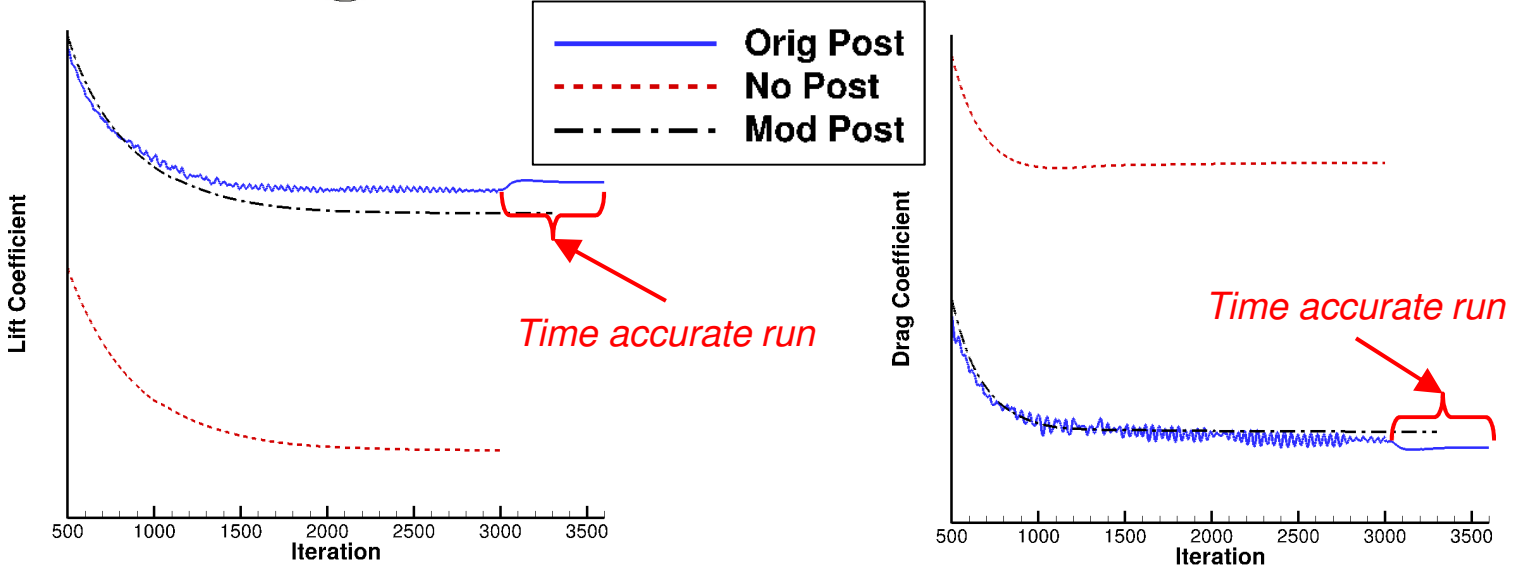 Orig Post
No Post
Mod Post
Lift Coefficient
Time accurate run
500 1000 1500 2000 2500 3000 3500
Iteration
Drag Coefficient
Time accurate run
500 1000 1500 2000 2500 3000 3500
Iteration